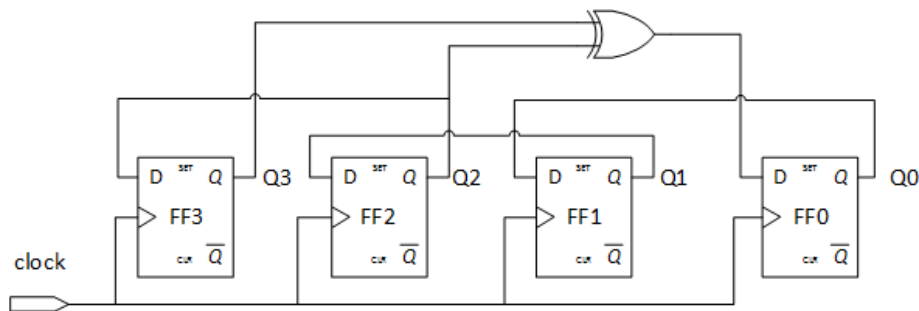 SET SET SET SET
D Q Q3 D Q Q2 D Q Q1 D Q Q0
FF3 FF2 FF1 FF0
CLR Q̅ CLR Q̅ CLR Q̅ CLR Q̅
clock